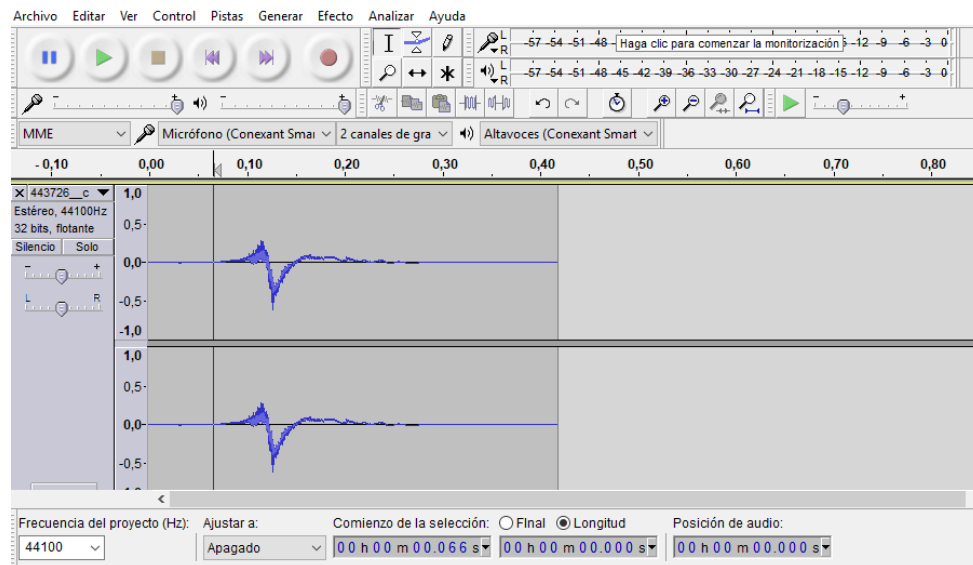 Archivo Editar Ver Control Pistas Generar Efecto Analizar Ayuda
L R -57 -54 -51 -48 Haga clic para comenzar la monitorización -12 -9 -6 -3 0
L R -57 -54 -51 -48 -45 -42 -39 -36 -33 -30 -27 -24 -21 -18 -15 -12 -9 -6 -3 0
MME Micrófono (Conexant Smar 2 canales de gra Altavoces (Conexant Smart
- 0,10 0,00 0,10 0,20 0,30 0,40 0,50 0,60 0,70 0,80
443726__c
Estéreo, 44100Hz
32 bits, flotante
Silencio Solo
- +
L R
1,0
0,5
0,0
-0,5
-1,0
1,0
0,5
0,0
-0,5
Frecuencia del proyecto (Hz): Ajustar a: Comienzo de la selección: FInal Longitud Posición de audio:
44100 Apagado 00 h 00 m 00.066 s 00 h 00 m 00.000 s 00 h 00 m 00.000 s